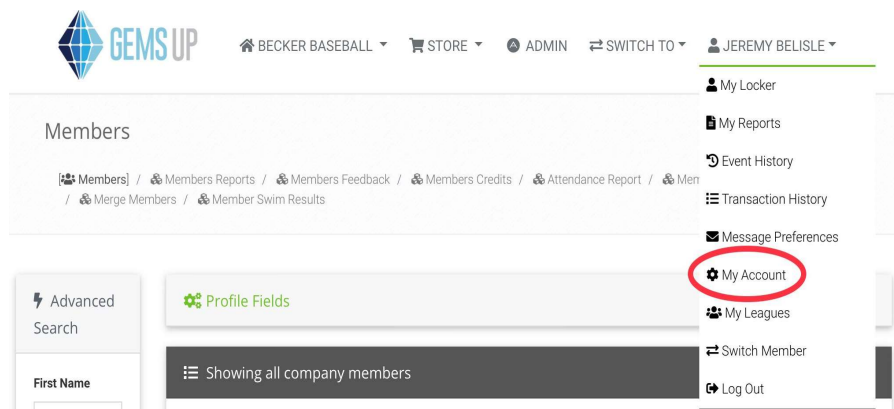 GEMS UP
BECKER BASEBALL
STORE
ADMIN
SWITCH TO
JEREMY BELISLE
My Locker
My Reports
Event History
Transaction History
Message Preferences
My Account
My Leagues
Switch Member
Log Out
Members
[Members] / Members Reports / Members Feedback / Members Credits / Attendance Report /
/ Merge Members / Member Swim Results
Advanced
Search
First Name
Profile Fields
Showing all company members